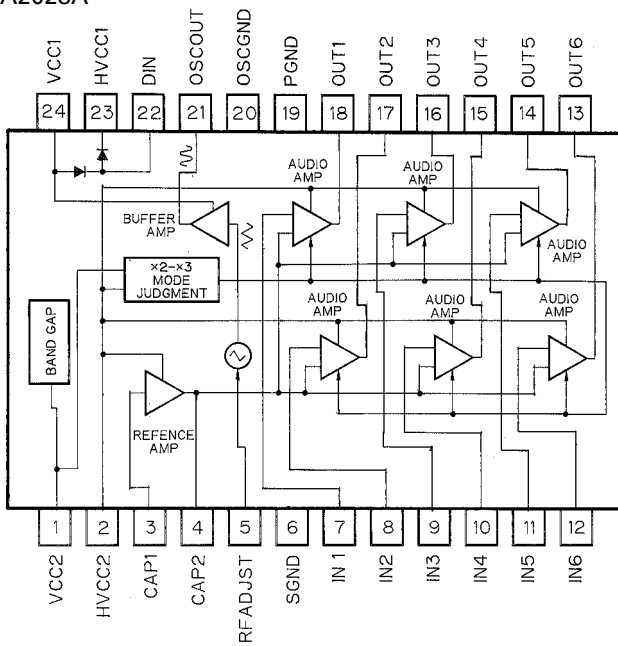 VCC1 HVCC1 DIN OSCOUT OSCGND PGND OUT1 OUT2 OUT3 OUT4 OUT5 OUT6
24 23 22 21 20 19 18 17 16 15 14 13
AUDIO AMP
AUDIO AMP
BUFFER AMP
AUDIO AMP
×2-×3 MODE JUDGMENT
BAND GAP
AUDIO AMP
AUDIO AMP
AUDIO AMP
REFENCE AMP
1 2 3 4 5 6 7 8 9 10 11 12
VCC2 HVCC2 CAP1 CAP2 RFADJST SGND IN1 IN2 IN3 IN4 IN5 IN6